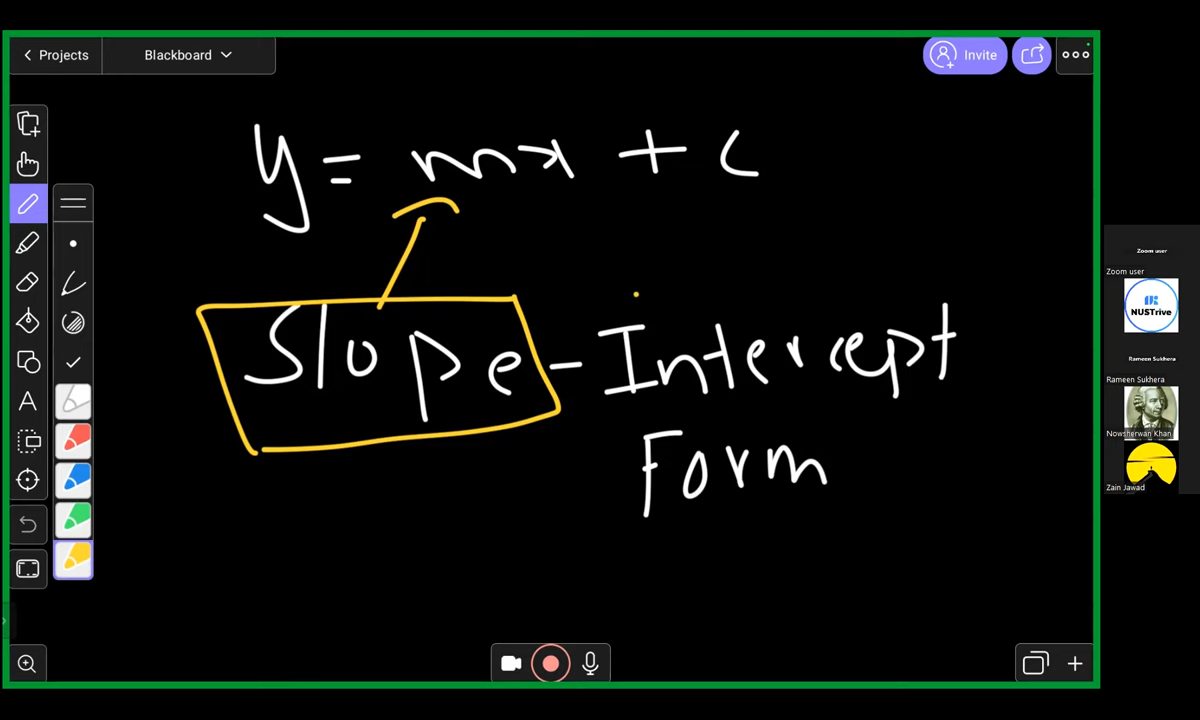 Projects
Blackboard
Invite
y = mx + c
Slope - Intercept
Form
A
Zoom user
Zoom user
NUSTrive
Rameen Sukhera
Rameen Sukhera
Nowsherwan Khan
Zain Jawad